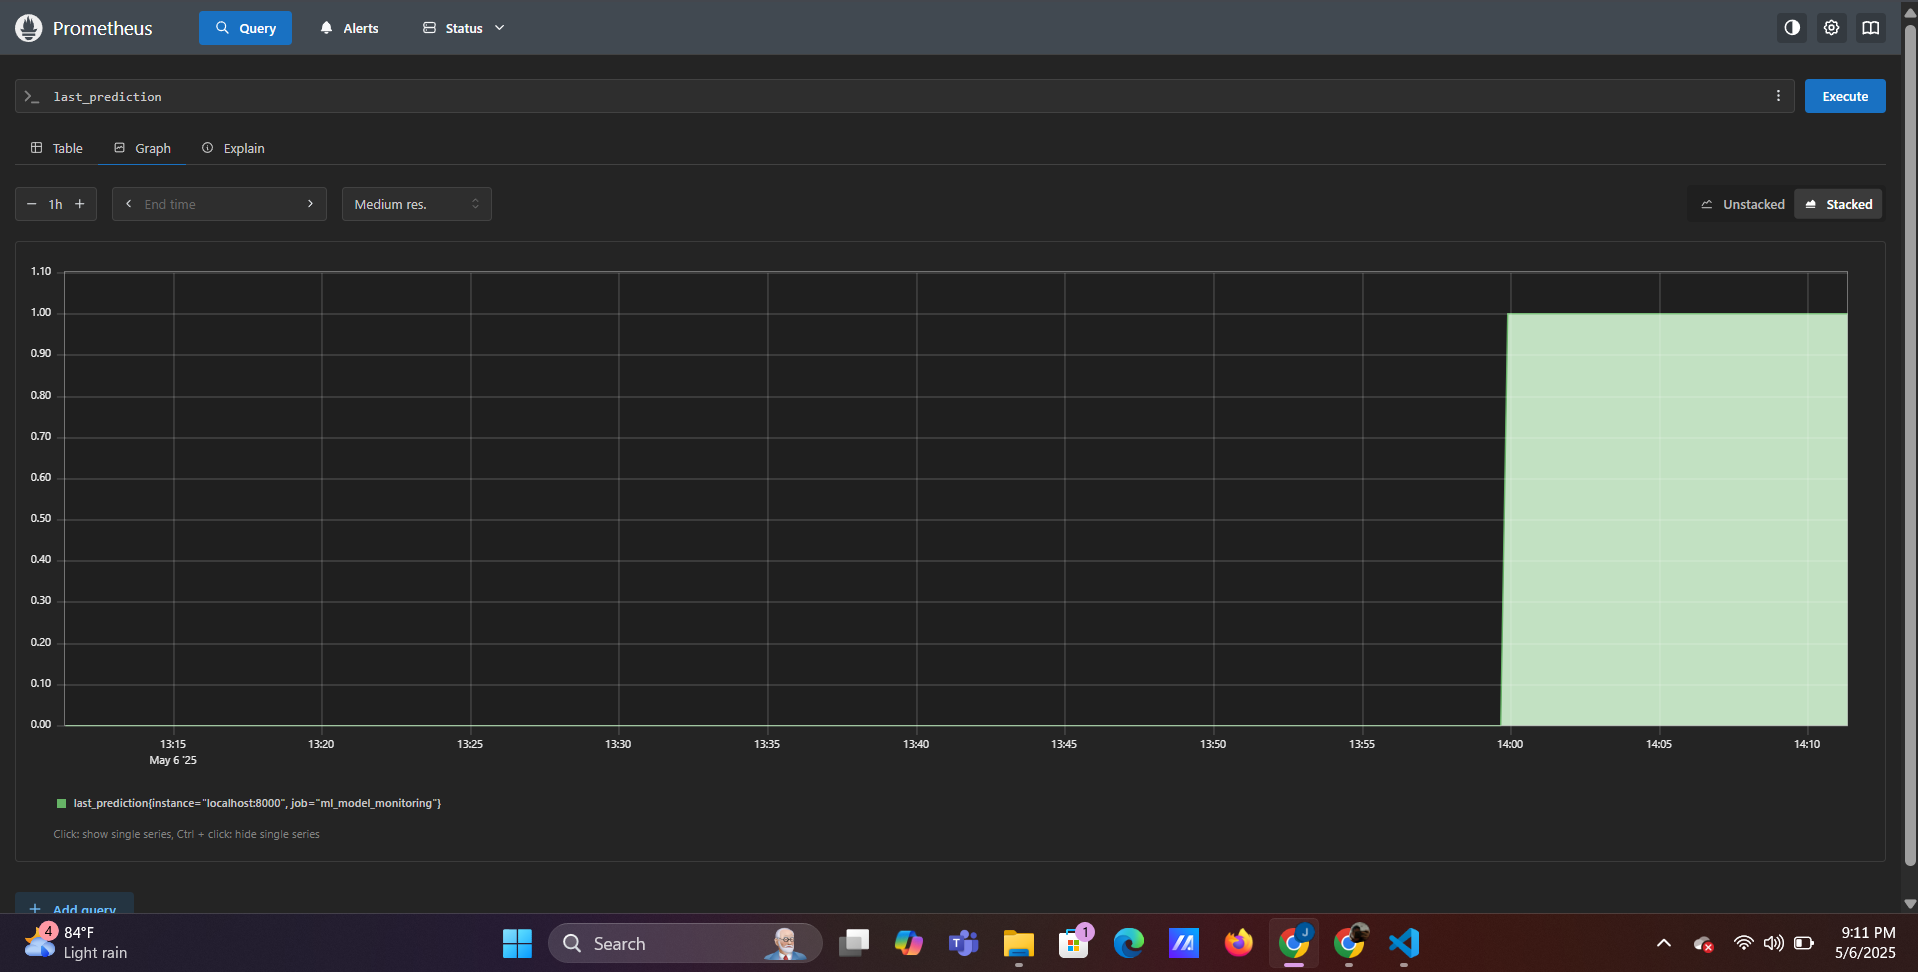 Prometheus
Query
Alerts
Status
>_ last_prediction
Execute
Table
Graph
Explain
− 1h +
End time
Medium res.
Unstacked
Stacked
1.10
1.00
0.90
0.80
0.70
0.60
0.50
0.40
0.30
0.20
0.10
0.00
13:15 13:20 13:25 13:30 13:35 13:40 13:45 13:50 13:55 14:00 14:05 14:10
May 6 '25
last_prediction{instance="localhost:8000", job="ml_model_monitoring"}
Click: show single series, Ctrl + click: hide single series
+ Add query
4
84°F
Light rain
Search
1
J
9:11 PM
5/6/2025